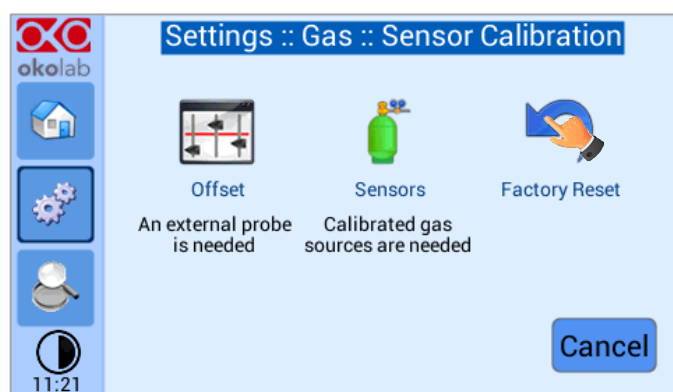 Settings :: Gas :: Sensor Calibration
okolab
Offset
Sensors
Factory Reset
An external probe
is needed
Calibrated gas
sources are needed
Cancel
11:21